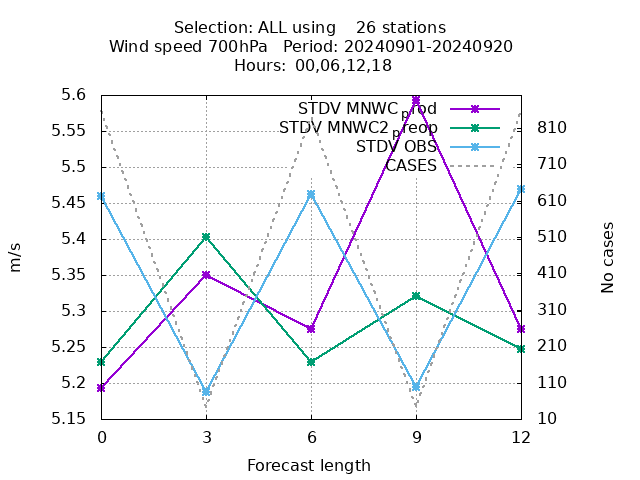 Selection: ALL using    26 stations
Wind speed 700hPa   Period: 20240901-20240920
Hours:  00,06,12,18
5.6
5.55
5.5
5.45
5.4
5.35
5.3
5.25
5.2
5.15
m/s
STDV MNWC_prod
STDV MNWC2_preop
STDV OBS
CASES
810
710
610
510
410
310
210
110
10
No cases
0 3 6 9 12
Forecast length